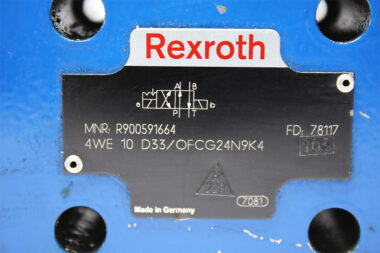 Rexroth
A B
a b
P T
MNR: R900591664 FD: 78117
4WE 10 D33/OFCG24N9K4
7081
Made in Germany